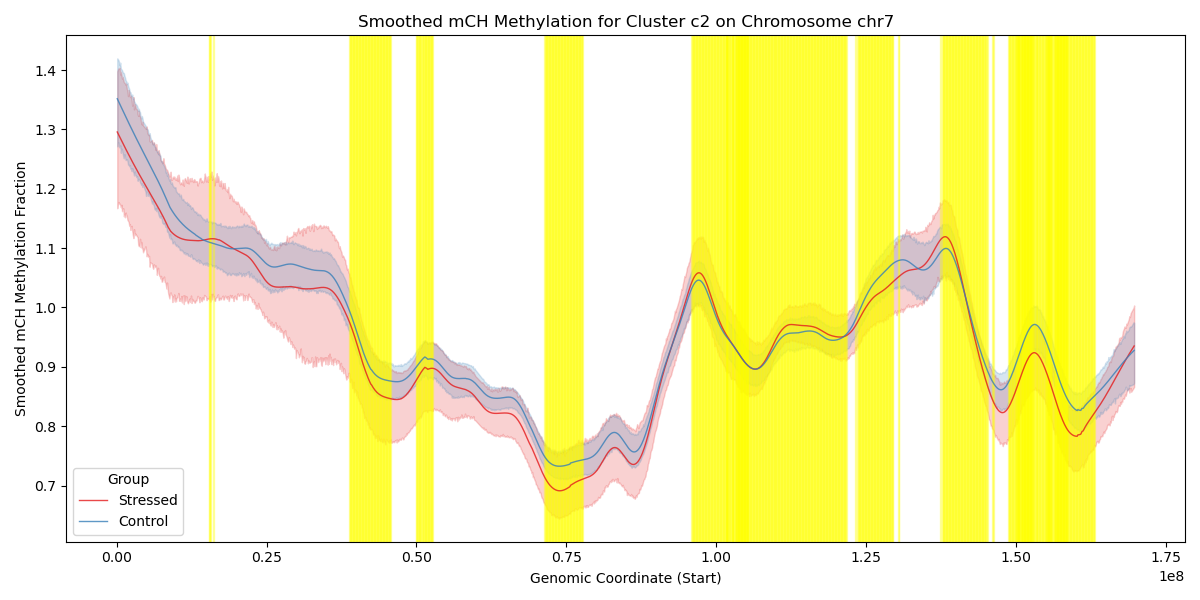 Smoothed mCH Methylation for Cluster c2 on Chromosome chr7
Smoothed mCH Methylation Fraction
1.4
1.3
1.2
1.1
1.0
0.9
0.8
0.7
Group
Stressed
Control
0.00 0.25 0.50 0.75 1.00 1.25 1.50 1.75
1e8
Genomic Coordinate (Start)